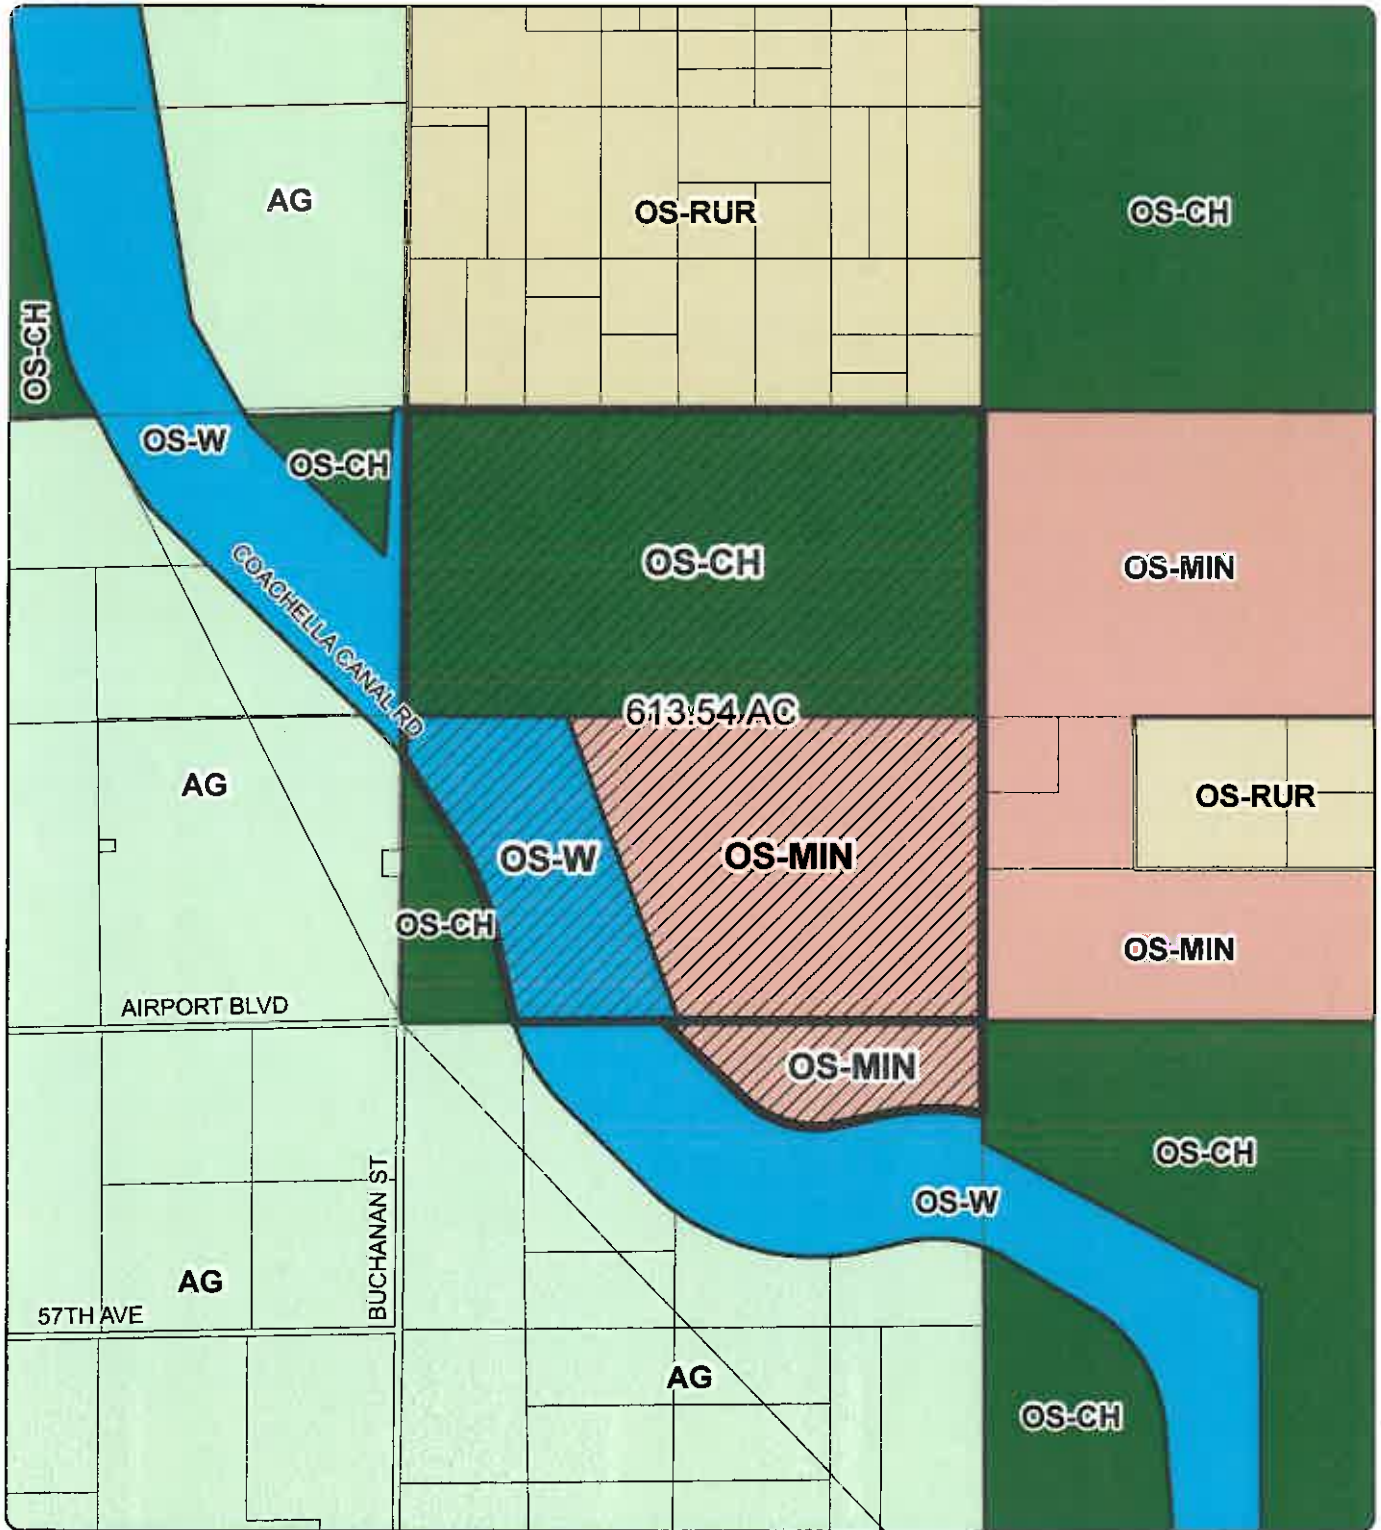 AG
OS-RUR
OS-CH
OS-CH
OS-W
OS-CH
COACHELLA CANAL RD
OS-CH
OS-MIN
613.54 AC
AG
OS-W
OS-MIN
OS-RUR
OS-CH
OS-MIN
AIRPORT BLVD
OS-MIN
BUCHANAN ST
OS-CH
OS-W
AG
57TH AVE
AG
OS-CH